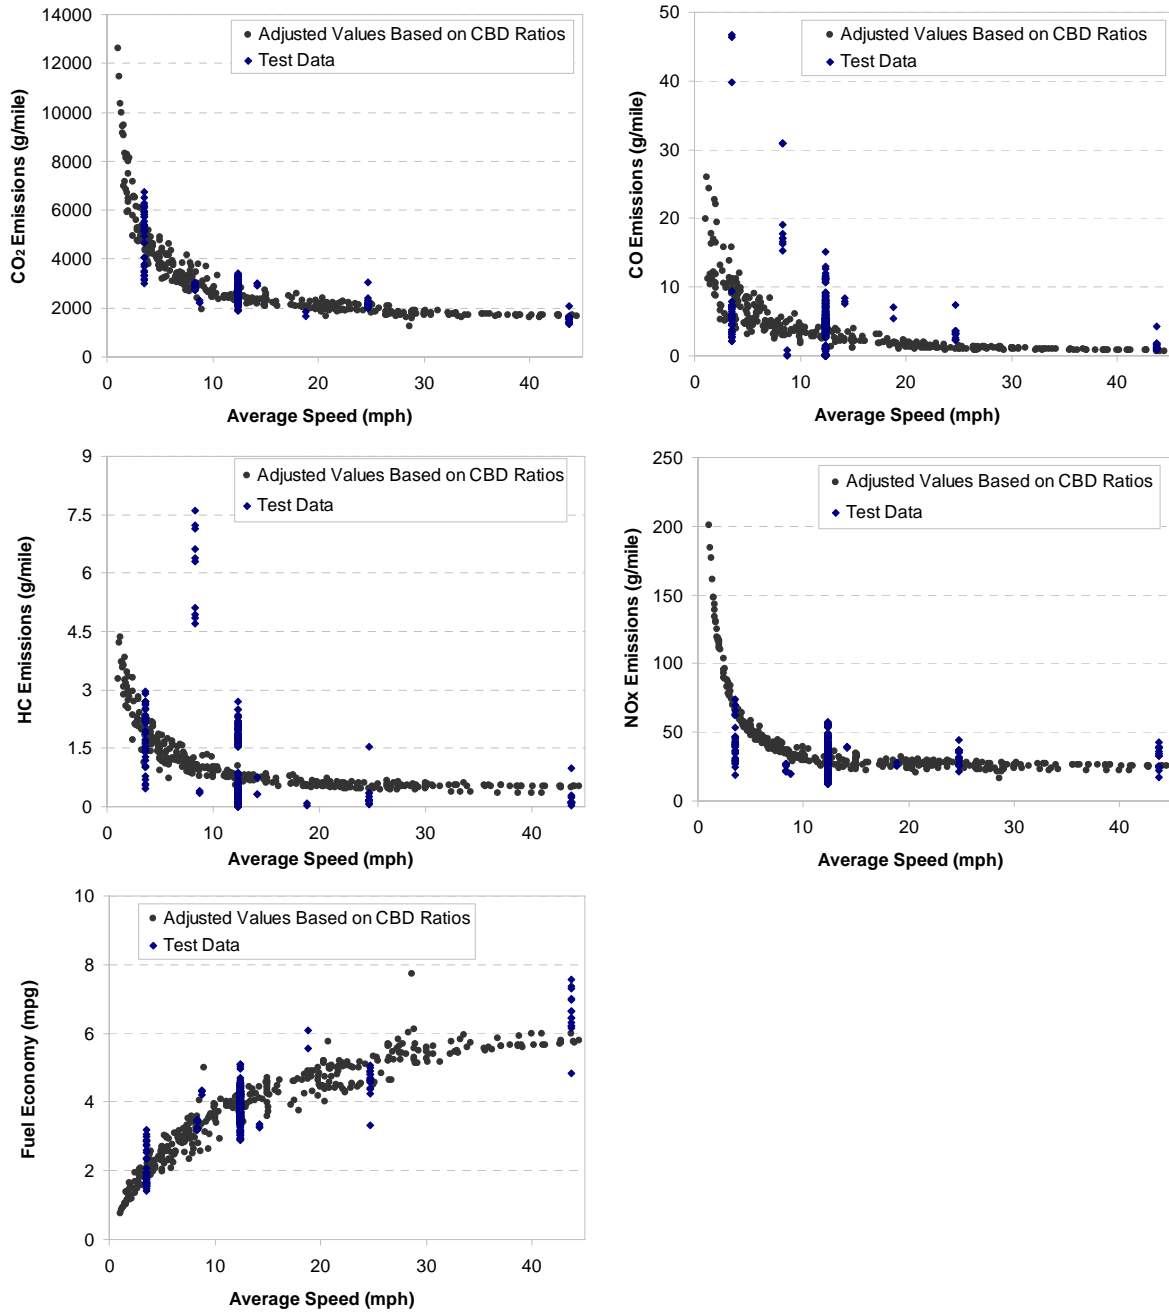 14000
12000
10000
8000
6000
4000
2000
0
CO₂ Emissions (g/mile)
Adjusted Values Based on CBD Ratios
Test Data
0 10 20 30 40
Average Speed (mph)
50
40
30
20
10
0
CO Emissions (g/mile)
Adjusted Values Based on CBD Ratios
Test Data
0 10 20 30 40
Average Speed (mph)
9
7.5
6
4.5
3
1.5
0
HC Emissions (g/mile)
Adjusted Values Based on CBD Ratios
Test Data
0 10 20 30 40
Average Speed (mph)
250
200
150
100
50
0
NOx Emissions (g/mile)
Adjusted Values Based on CBD Ratios
Test Data
0 10 20 30 40
Average Speed (mph)
10
8
6
4
2
0
Fuel Economy (mpg)
Adjusted Values Based on CBD Ratios
Test Data
0 10 20 30 40
Average Speed (mph)